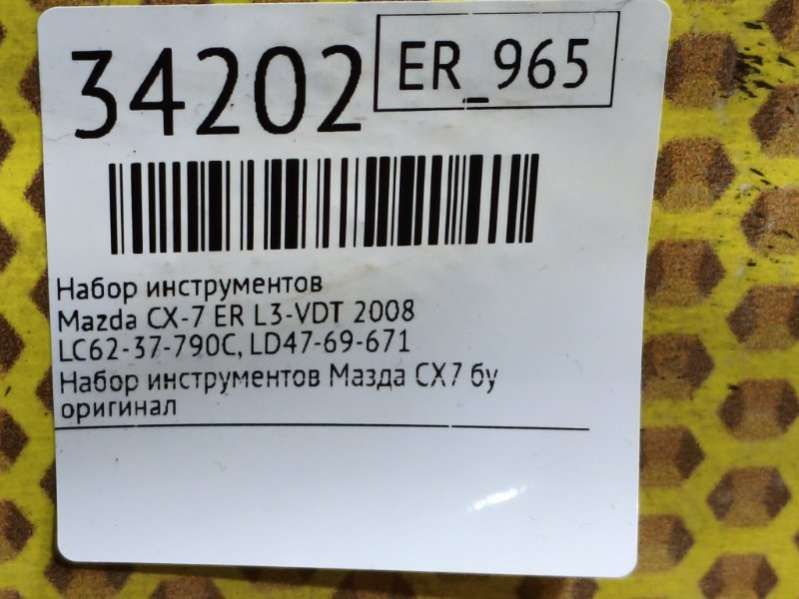 34202
ER_965
Набор инструментов
Mazda CX-7 ER L3-VDT 2008
LC62-37-790C, LD47-69-671
Набор инструментов Мазда СХ7 бу
оригинал